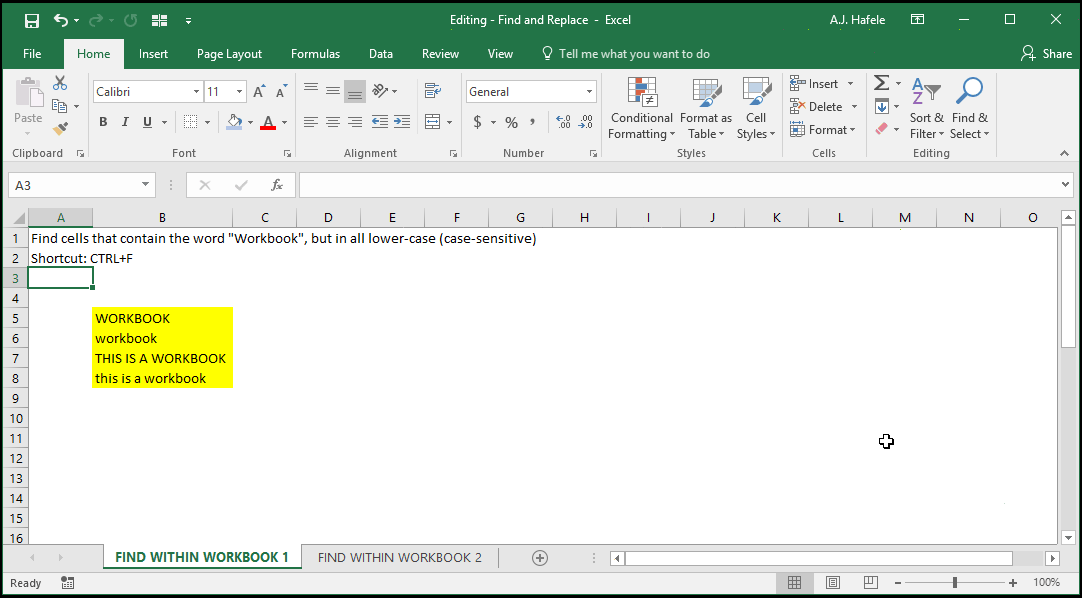 Editing - Find and Replace - Excel
A.J. Hafele
File Home Insert Page Layout Formulas Data Review View Tell me what you want to do Share
Paste
Calibri 11
B I U
General
$ % ,
Conditional Formatting
Format as Table
Cell Styles
Insert
Delete
Format
Σ
Sort & Filter
Find & Select
Clipboard Font Alignment Number Styles Cells Editing
A3 fx
A B C D E F G H I J K L M N O
1 Find cells that contain the word "Workbook", but in all lower-case (case-sensitive)
2 Shortcut: CTRL+F
3
4
5 WORKBOOK
6 workbook
7 THIS IS A WORKBOOK
8 this is a workbook
9
10
11
12
13
14
15
16
FIND WITHIN WORKBOOK 1 FIND WITHIN WORKBOOK 2
Ready 100%